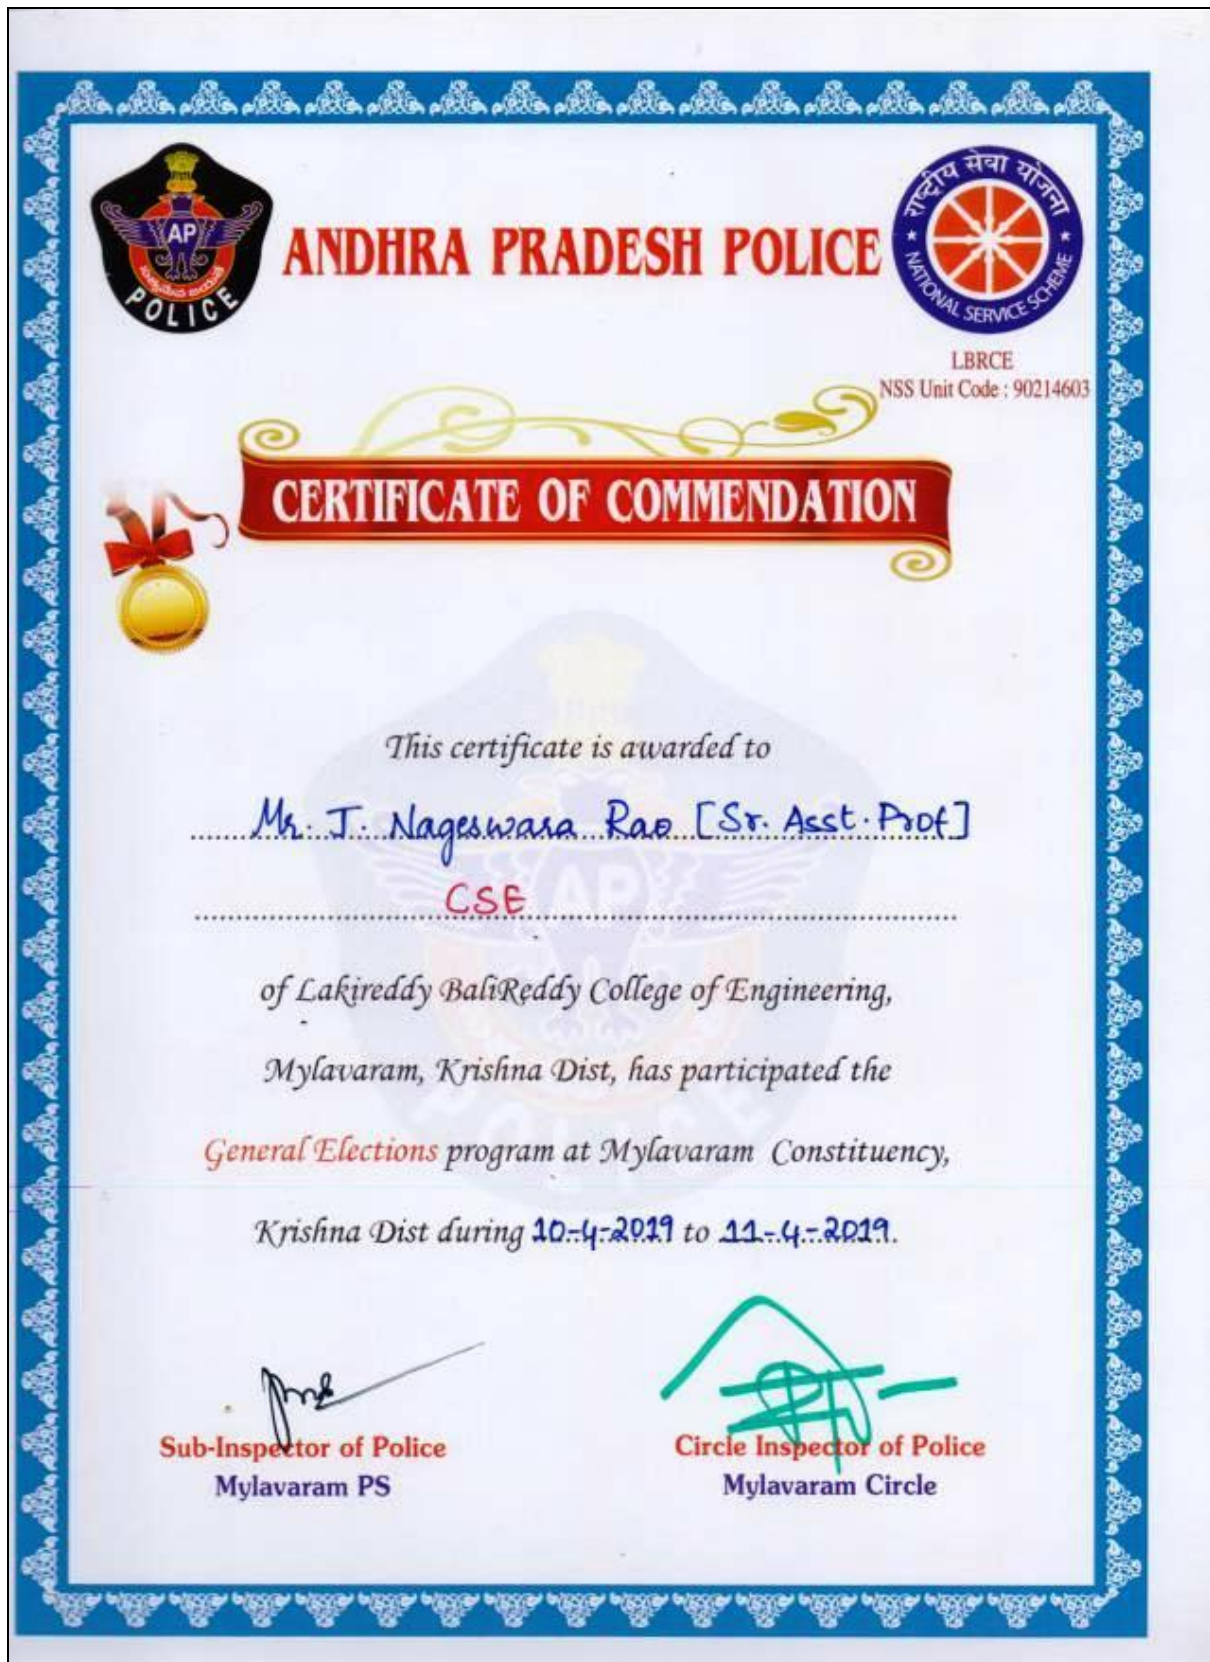 ANDHRA PRADESH POLICE
AP
POLICE
राष्ट्रीय सेवा योजना
NATIONAL SERVICE SCHEME
LBRCE
NSS Unit Code : 90214603
CERTIFICATE OF COMMENDATION
This certificate is awarded to
Mr. J. Nageswara Rao [Sr. Asst. Prof]
CSE
of Lakireddy BaliReddy College of Engineering,
Mylavaram, Krishna Dist, has participated the
General Elections program at Mylavaram Constituency,
Krishna Dist during 10-4-2019 to 11-4-2019.
Sub-Inspector of Police
Mylavaram PS
Circle Inspector of Police
Mylavaram Circle